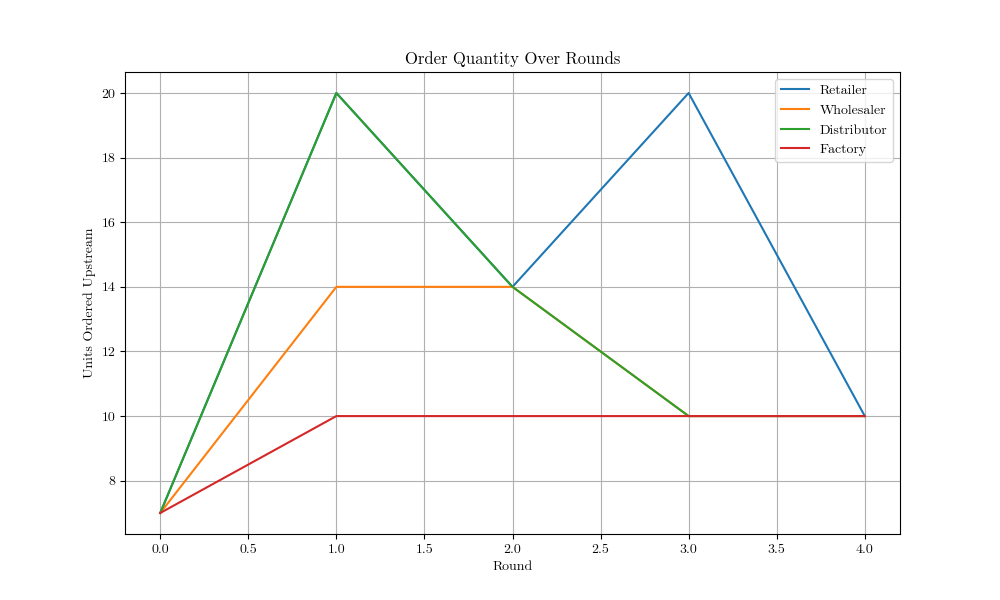 Order Quantity Over Rounds
Retailer
Wholesaler
Distributor
Factory
Units Ordered Upstream
20
18
16
14
12
10
8
0.0 0.5 1.0 1.5 2.0 2.5 3.0 3.5 4.0
Round